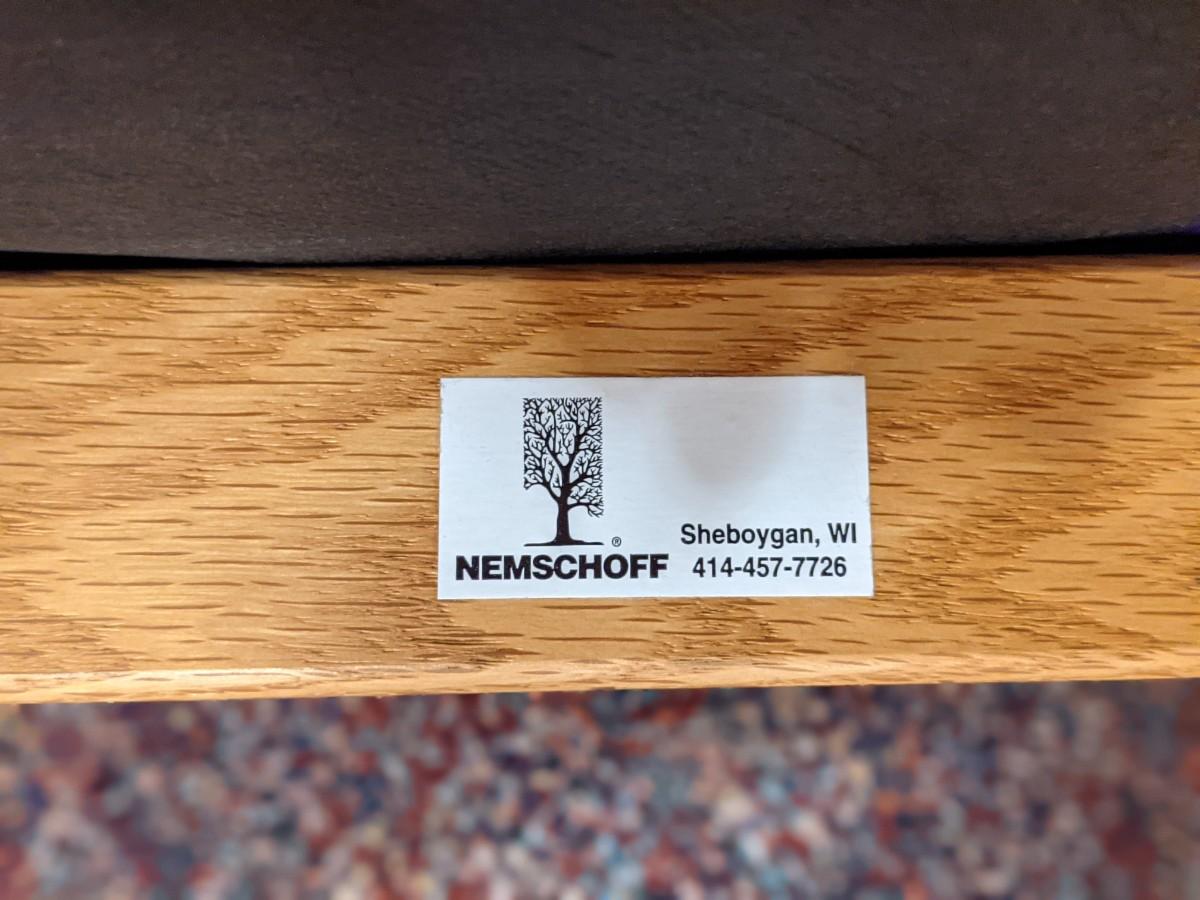 ®
NEMSCHOFF
Sheboygan, WI
414-457-7726